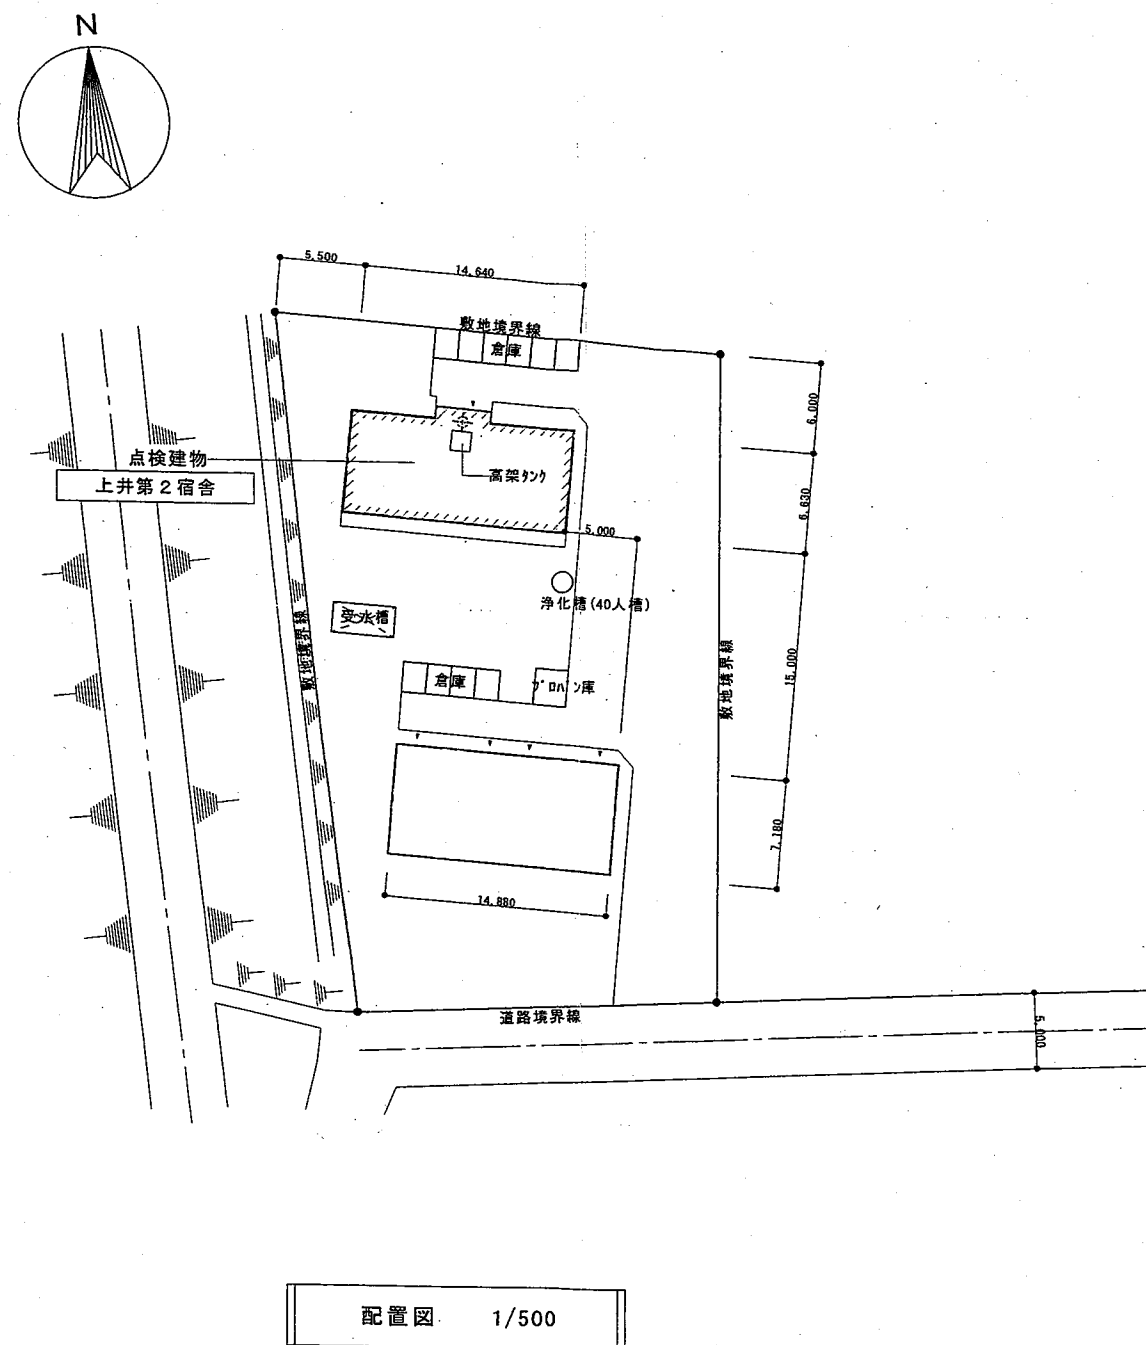 N
5,500
14,640
敷地境界線
倉庫
6,000
点検建物
上井第2宿舎
高架タンク
6,630
5,000
浄化槽(40人槽)
受水槽
敷地境界線
敷地境界線
15,000
倉庫
プロパン庫
7,180
14,880
道路境界線
5,000
配置図 1/500